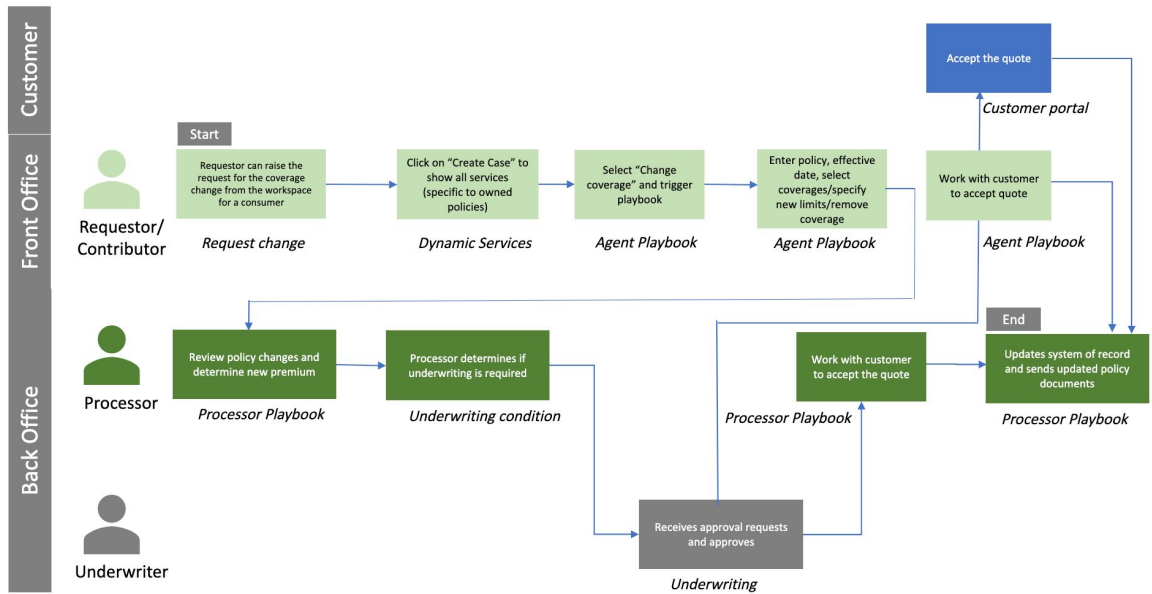 Customer
Accept the quote
Customer portal
Front Office
Requestor/
Contributor
Start
Requestor can raise the
request for the coverage
change from the workspace
for a consumer
Request change
Click on “Create Case” to
show all services
(specific to owned
policies)
Dynamic Services
Select “Change
coverage” and trigger
playbook
Agent Playbook
Enter policy, effective
date, select
coverages/specify
new limits/remove
coverage
Agent Playbook
Work with customer
to accept quote
Agent Playbook
Back Office
Processor
Review policy changes and
determine new premium
Processor Playbook
Processor determines if
underwriting is required
Underwriting condition
Work with customer
to accept the quote
Processor Playbook
End
Updates system of record
and sends updated policy
documents
Processor Playbook
Underwriter
Receives approval requests
and approves
Underwriting